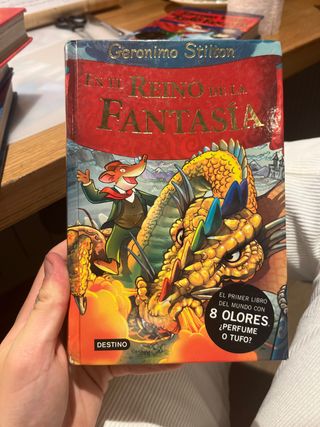 Geronimo Stilton
EN EL REINO DE LA
FANTASÍA
EL PRIMER LIBRO
DEL MUNDO CON
8 OLORES
¿PERFUME
O TUFO?
DESTINO